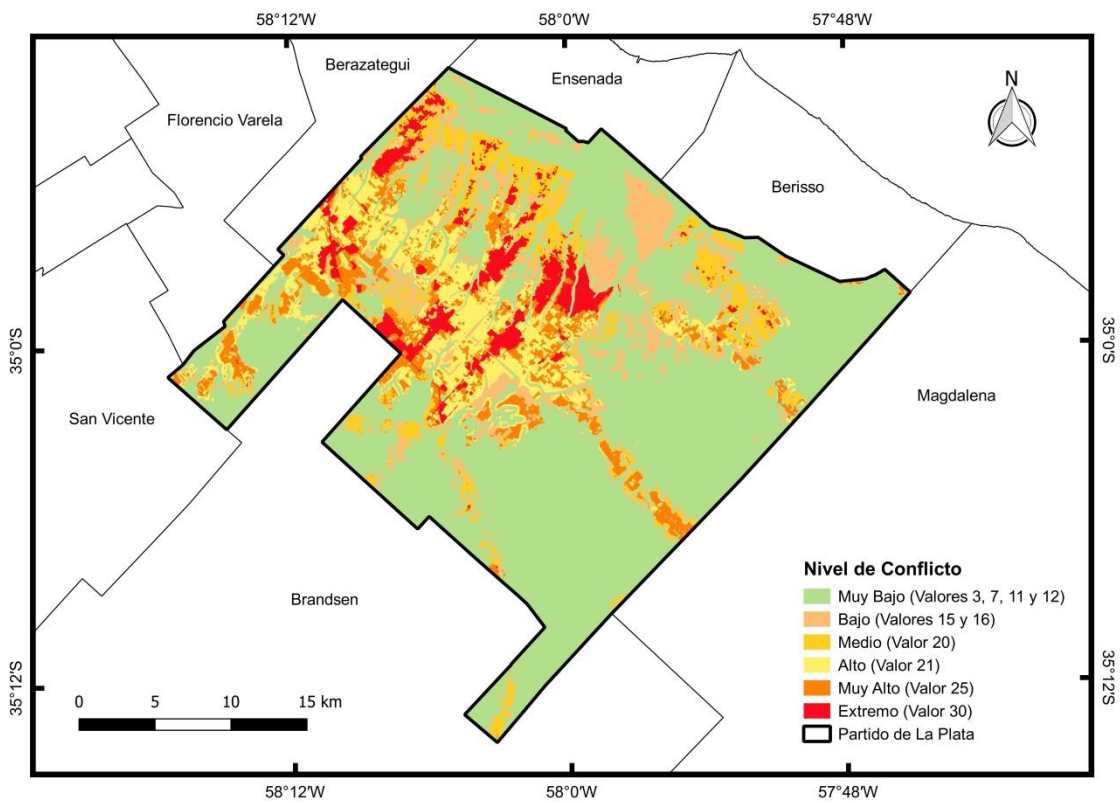 58°12'W 58°0'W 57°48'W
Berazategui
Ensenada
Florencio Varela
N
Berisso
35°0'S
35°0'S
San Vicente
Magdalena
Brandsen
Nivel de Conflicto
Muy Bajo (Valores 3, 7, 11 y 12)
Bajo (Valores 15 y 16)
Medio (Valor 20)
Alto (Valor 21)
Muy Alto (Valor 25)
Extremo (Valor 30)
Partido de La Plata
35°12'S
35°12'S
0 5 10 15 km
58°12'W 58°0'W 57°48'W